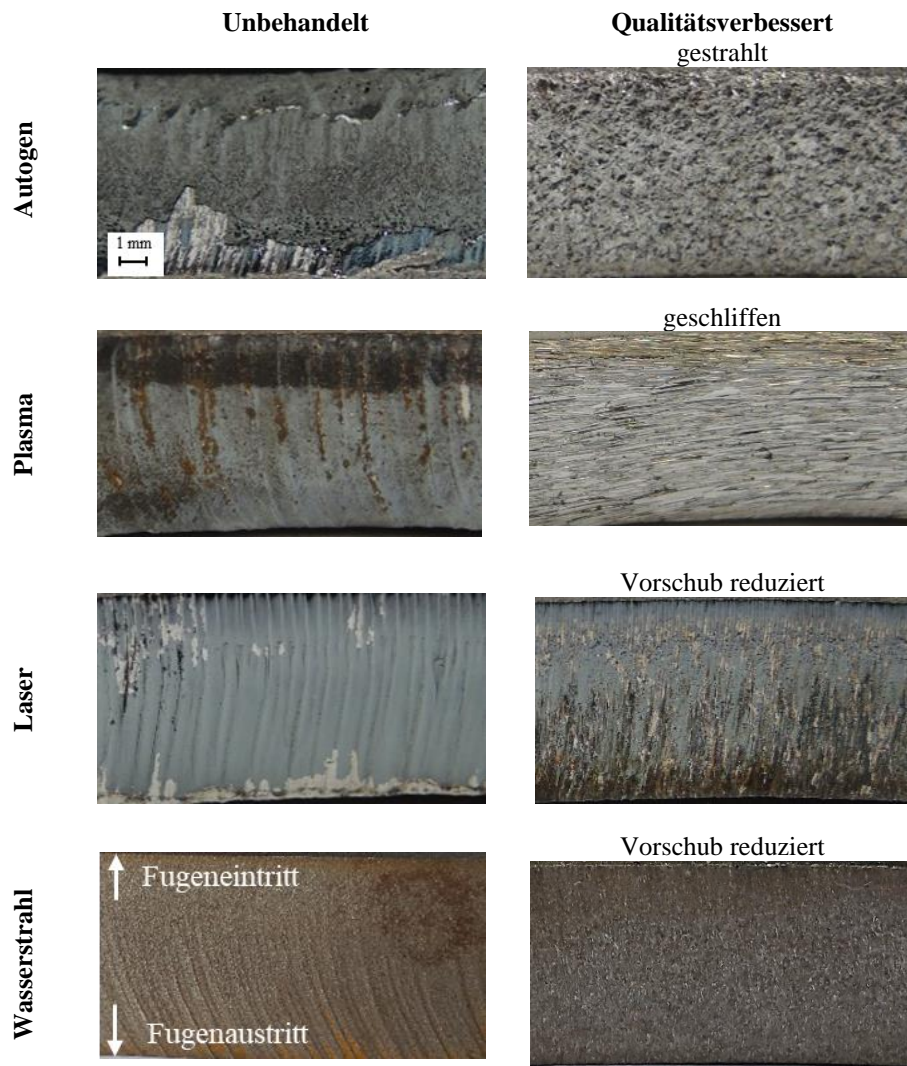 Unbehandelt
Qualitätsverbessert
gestrahlt
Autogen
1 mm
geschliffen
Plasma
Vorschub reduziert
Laser
Vorschub reduziert
Wasserstrahl
Fugeneintritt
Fugenaustritt